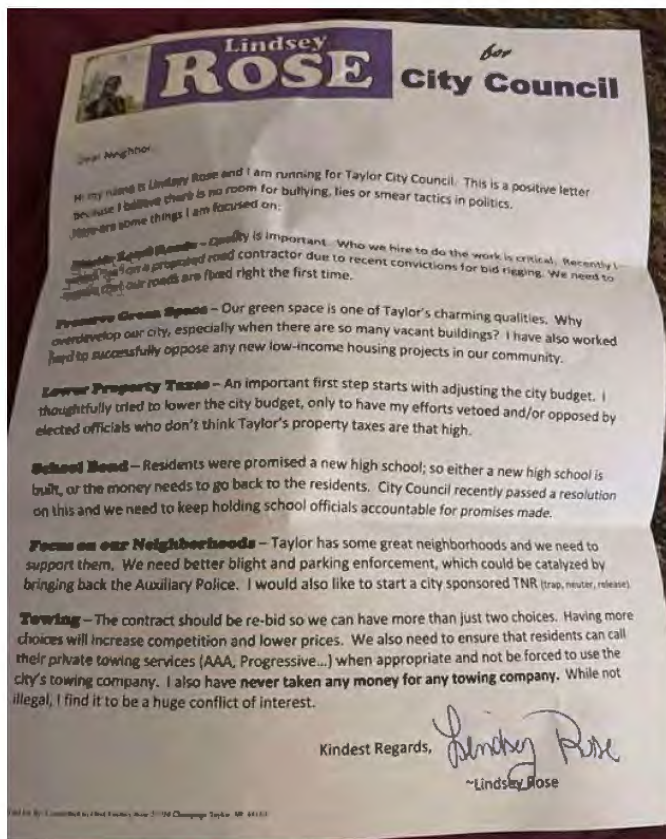 Lindsey
ROSE
for
City Council
Dear Neighbor,
Hi my name is Lindsey Rose and I am running for Taylor City Council. This is a positive letter
because I believe there is no room for bullying, lies or smear tactics in politics.
Here are some things I am focused on:
– Quality is important. Who we hire to do the work is critical. Recently I
on a proposed road contractor due to recent convictions for bid rigging. We need to
our roads are fixed right the first time.
Preserve Green Space – Our green space is one of Taylor's charming qualities. Why
overdevelop our city, especially when there are so many vacant buildings? I have also worked
hard to successfully oppose any new low-income housing projects in our community.
Lower Property Taxes – An important first step starts with adjusting the city budget. I
thoughtfully tried to lower the city budget, only to have my efforts vetoed and/or opposed by
elected officials who don't think Taylor's property taxes are that high.
School Bond – Residents were promised a new high school; so either a new high school is
built, or the money needs to go back to the residents. City Council recently passed a resolution
on this and we need to keep holding school officials accountable for promises made.
Focus on our Neighborhoods – Taylor has some great neighborhoods and we need to
support them. We need better blight and parking enforcement, which could be catalyzed by
bringing back the Auxiliary Police. I would also like to start a city sponsored TNR (trap, neuter, release)
Towing – The contract should be re-bid so we can have more than just two choices. Having more
choices will increase competition and lower prices. We also need to ensure that residents can call
their private towing services (AAA, Progressive...) when appropriate and not be forced to use the
city's towing company. I also have never taken any money for any towing company. While not
illegal, I find it to be a huge conflict of interest.
Kindest Regards, Lindsey Rose
~Lindsey Rose